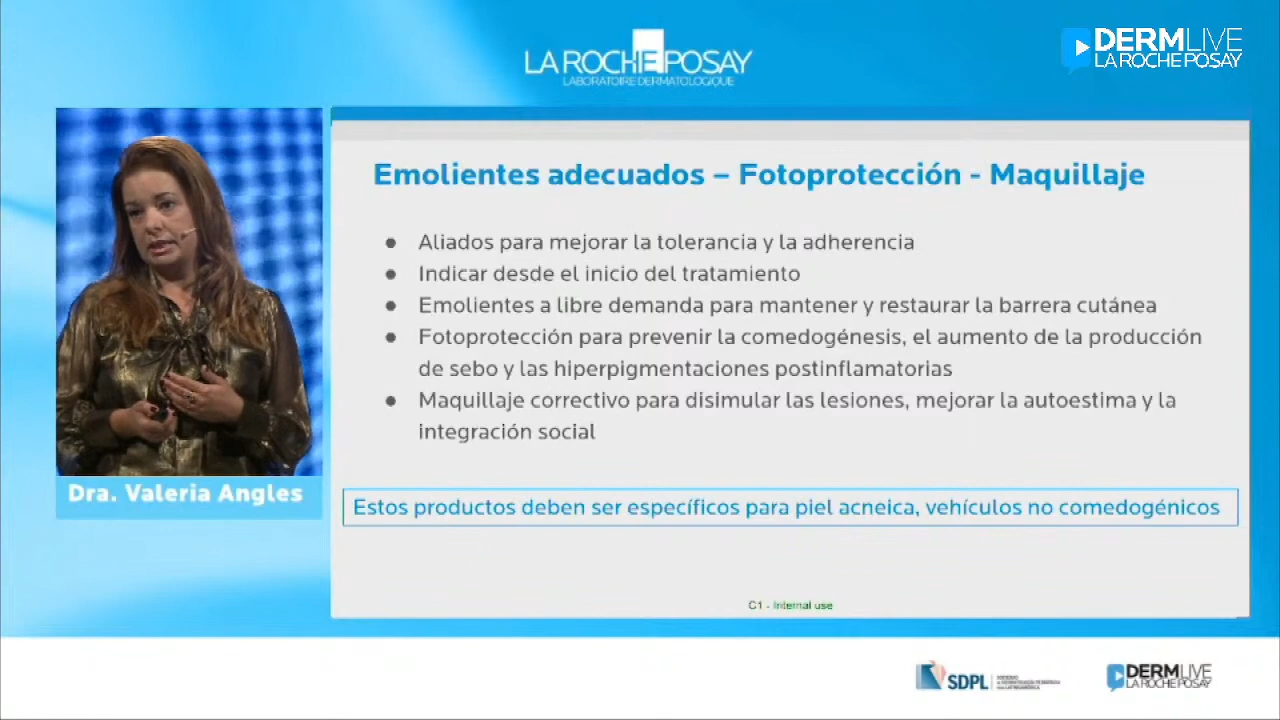 LA ROCHE POSAY
LABORATOIRE DERMATOLOGIQUE
DERMLIVE
LA ROCHE POSAY
Emolientes adecuados – Fotoprotección - Maquillaje
● Aliados para mejorar la tolerancia y la adherencia
● Indicar desde el inicio del tratamiento
● Emolientes a libre demanda para mantener y restaurar la barrera cutánea
● Fotoprotección para prevenir la comedogénesis, el aumento de la producción
de sebo y las hiperpigmentaciones postinflamatorias
● Maquillaje correctivo para disimular las lesiones, mejorar la autoestima y la
integración social
Dra. Valeria Angles
Estos productos deben ser específicos para piel acneica, vehículos no comedogénicos
C1 - Internal use
SDPL
DERMLIVE
LA ROCHE POSAY